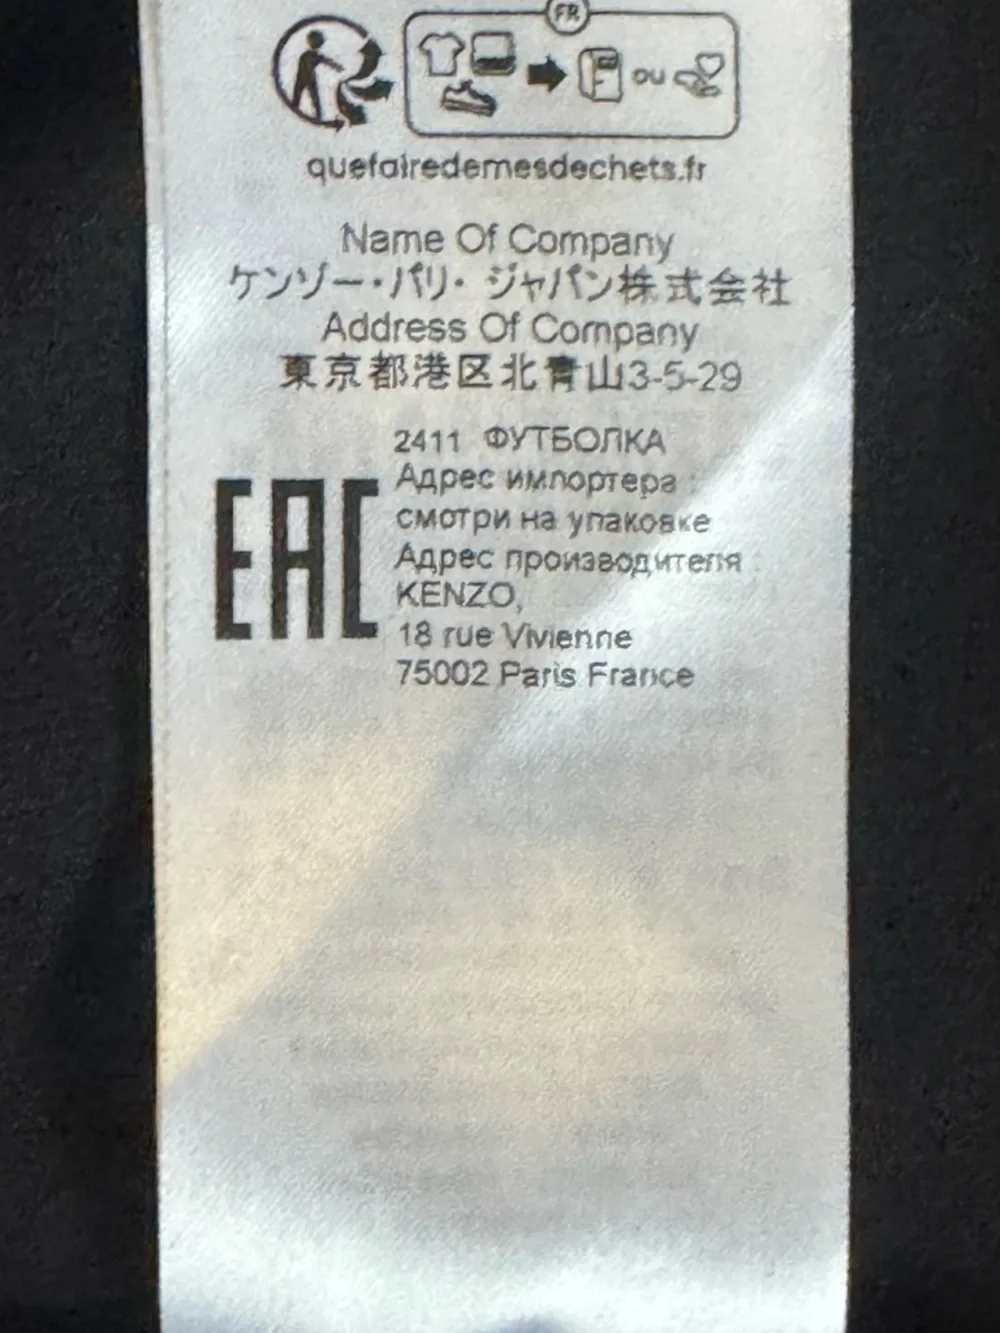 FR
OU
quefairedemesdechets.fr
Name Of Company
ケンゾー・パリ・ジャパン株式会社
Address Of Company
東京都港区北青山3-5-29
2411 ФУТБОЛКА
Адрес импортера :
смотри на упаковке
Адрес производителя :
KENZO,
18 rue Vivienne
75002 Paris France
EAC